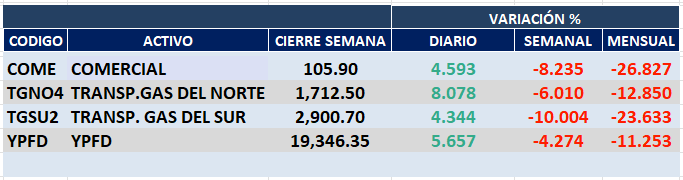 VARIACIÓN %
CODIGO ACTIVO CIERRE SEMANA DIARIO SEMANAL MENSUAL
COME COMERCIAL 105.90 4.593 -8.235 -26.827
TGNO4 TRANSP.GAS DEL NORTE 1,712.50 8.078 -6.010 -12.850
TGSU2 TRANSP. GAS DEL SUR 2,900.70 4.344 -10.004 -23.633
YPFD YPFD 19,346.35 5.657 -4.274 -11.253